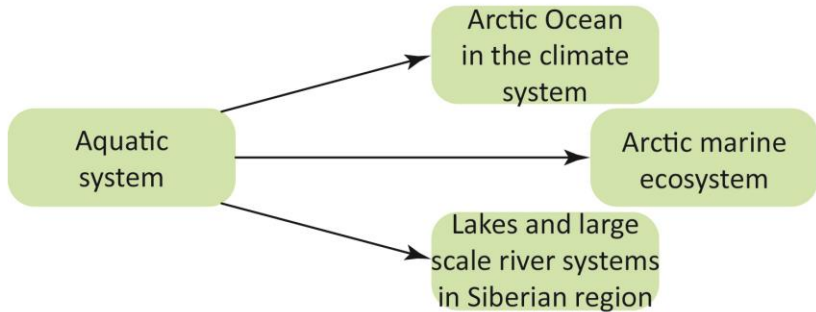 Arctic Ocean
in the climate
system
Aquatic
system
Arctic marine
ecosystem
Lakes and large
scale river systems
in Siberian region